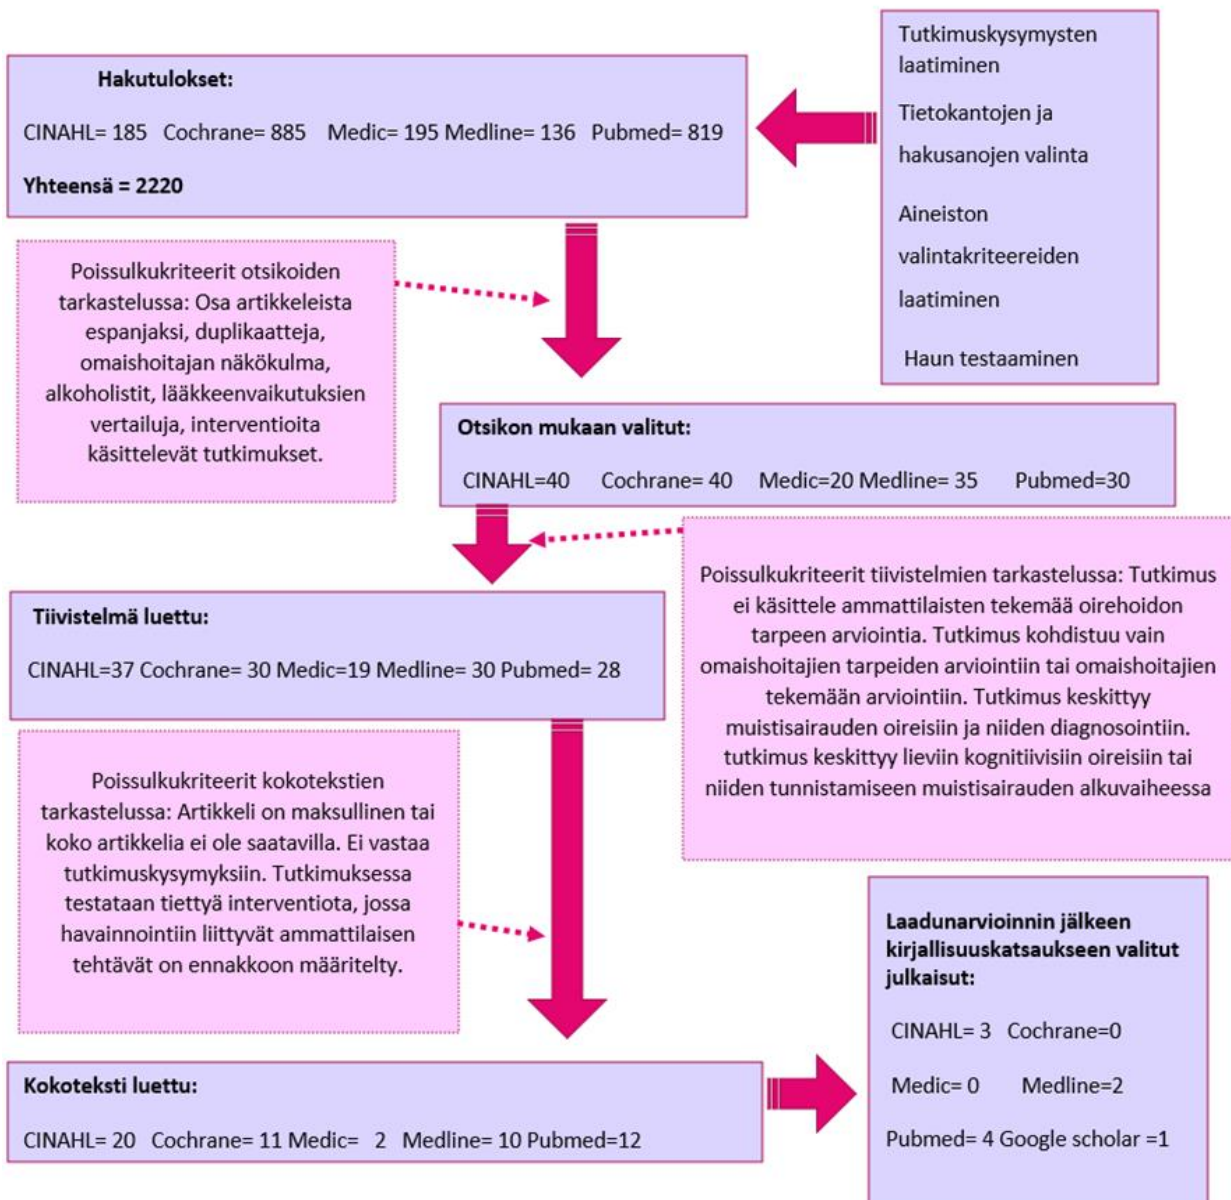 Tutkimuskysymysten
laatiminen
Tietokantojen ja
hakusanojen valinta
Aineiston
valintakriteereiden
laatiminen
Haun testaaminen
Hakutulokset:
CINAHL= 185 Cochrane= 885 Medic= 195 Medline= 136 Pubmed= 819
Yhteensä = 2220
Poissulkukriteerit otsikoiden
tarkastelussa: Osa artikkeleista
espanjaksi, duplikaatteja,
omaishoitajan näkökulma,
alkoholistit, lääkkeenvaikutuksien
vertailuja, interventioita
käsittelevät tutkimukset.
Otsikon mukaan valitut:
CINAHL=40 Cochrane= 40 Medic=20 Medline= 35 Pubmed=30
Poissulkukriteerit tiivistelmien tarkastelussa: Tutkimus
ei käsittele ammattilaisten tekemää oirehoidon
tarpeen arviointia. Tutkimus kohdistuu vain
omaishoitajien tarpeiden arviointiin tai omaishoitajien
tekemään arviointiin. Tutkimus keskittyy
muistisairauden oireisiin ja niiden diagnosointiin.
tutkimus keskittyy lieviin kognitiivisiin oireisiin tai
niiden tunnistamiseen muistisairauden alkuvaiheessa
Tiivistelmä luettu:
CINAHL=37 Cochrane= 30 Medic=19 Medline= 30 Pubmed= 28
Poissulkukriteerit kokotekstien
tarkastelussa: Artikkeli on maksullinen tai
koko artikkelia ei ole saatavilla. Ei vastaa
tutkimuskysymyksiin. Tutkimuksessa
testataan tiettyä interventiota, jossa
havainnointiin liittyvät ammattilaisen
tehtävät on ennakkoon määritelty.
Kokoteksti luettu:
CINAHL= 20 Cochrane= 11 Medic= 2 Medline= 10 Pubmed=12
Laadunarvioinnin jälkeen
kirjallisuuskatsaukseen valitut
julkaisut:
CINAHL= 3 Cochrane=0
Medic= 0 Medline=2
Pubmed= 4 Google scholar =1